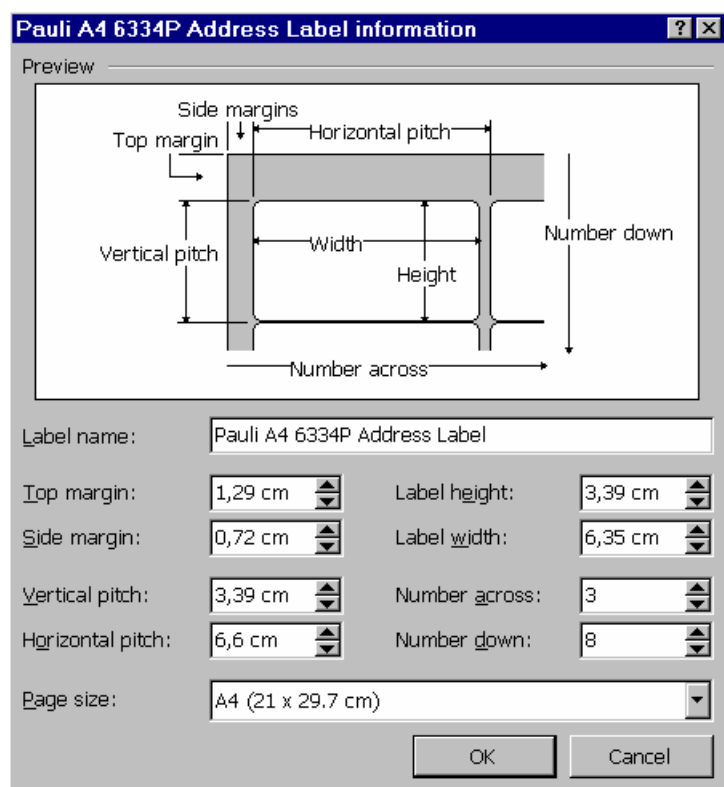 Pauli A4 6334P Address Label information
Preview
Side margins
Top margin
Horizontal pitch
Vertical pitch
Width
Number down
Height
Number across
Label name: Pauli A4 6334P Address Label
Top margin: 1,29 cm Label height: 3,39 cm
Side margin: 0,72 cm Label width: 6,35 cm
Vertical pitch: 3,39 cm Number across: 3
Horizontal pitch: 6,6 cm Number down: 8
Page size: A4 (21 x 29.7 cm)
OK Cancel